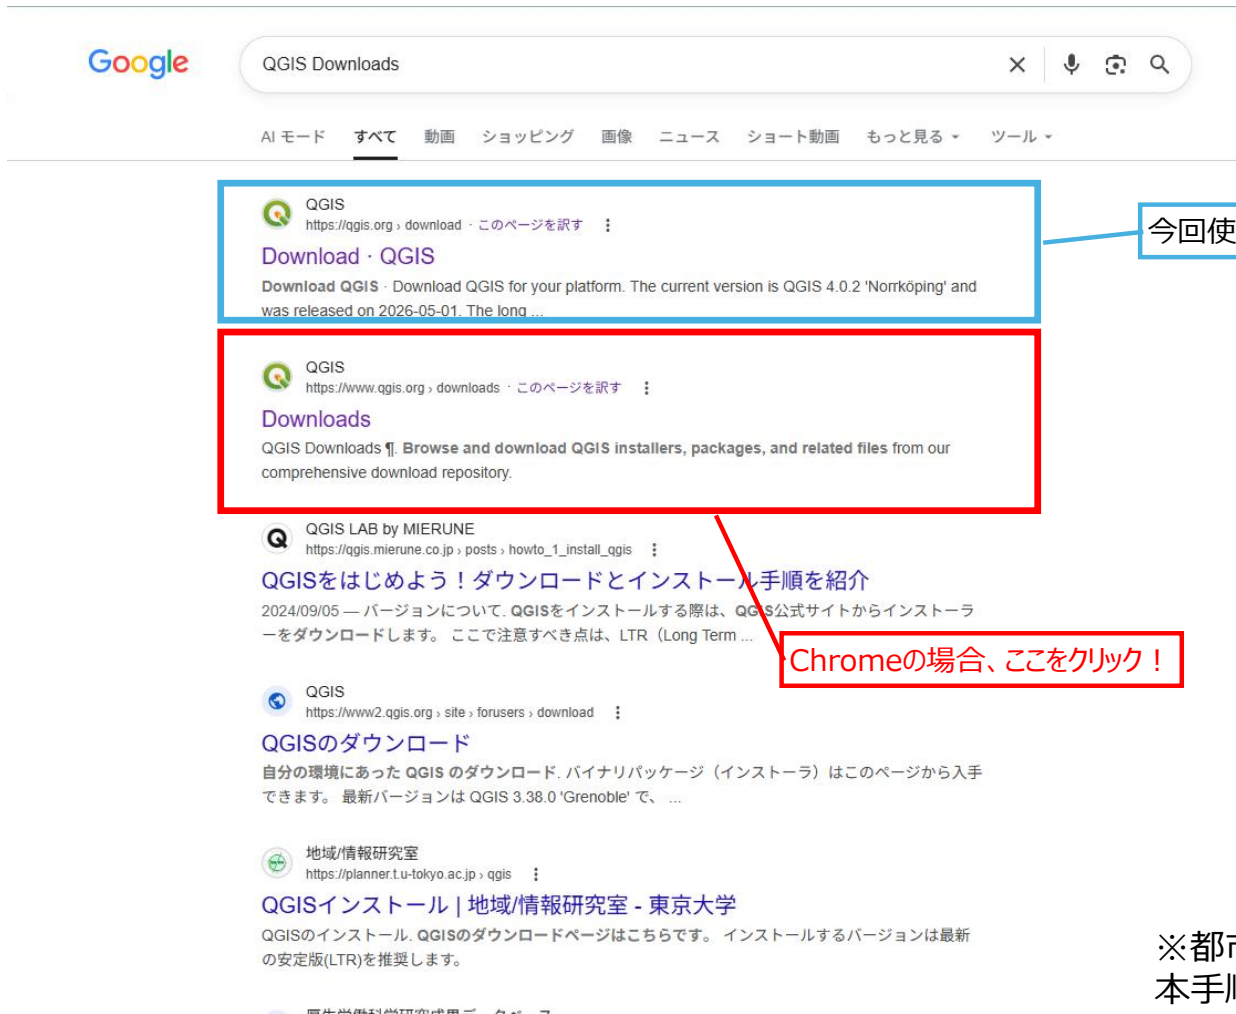 Google
QGIS Downloads
AI モード すべて 動画 ショッピング 画像 ニュース ショート動画 もっと見る ツール
QGIS
https://qgis.org › download · このページを訳す
Download · QGIS
Download QGIS · Download QGIS for your platform. The current version is QGIS 4.0.2 'Norrköping' and
was released on 2026-05-01. The long ...
今回使
QGIS
https://www.qgis.org › downloads · このページを訳す
Downloads
QGIS Downloads ¶. Browse and download QGIS installers, packages, and related files from our
comprehensive download repository.
QGIS LAB by MIERUNE
https://qgis.mierune.co.jp › posts › howto_1_install_qgis
QGISをはじめよう！ダウンロードとインストール手順を紹介
2024/09/05 — バージョンについて. QGISをインストールする際は、QGIS公式サイトからインストーラ
ーをダウンロードします。 ここで注意すべき点は、LTR（Long Term ...
Chromeの場合、ここをクリック！
QGIS
https://www2.qgis.org › site › forusers › download
QGISのダウンロード
自分の環境にあった QGIS のダウンロード. バイナリパッケージ（インストーラ）はこのページから入手
できます。 最新バージョンは QGIS 3.38.0 'Grenoble' で、 ...
地域/情報研究室
https://planner.t.u-tokyo.ac.jp › qgis
QGISインストール | 地域/情報研究室 - 東京大学
QGISのインストール. QGISのダウンロードページはこちらです。 インストールするバージョンは最新
の安定版(LTR)を推奨します。
※都
本手
厚生労働科学研究成果データベース